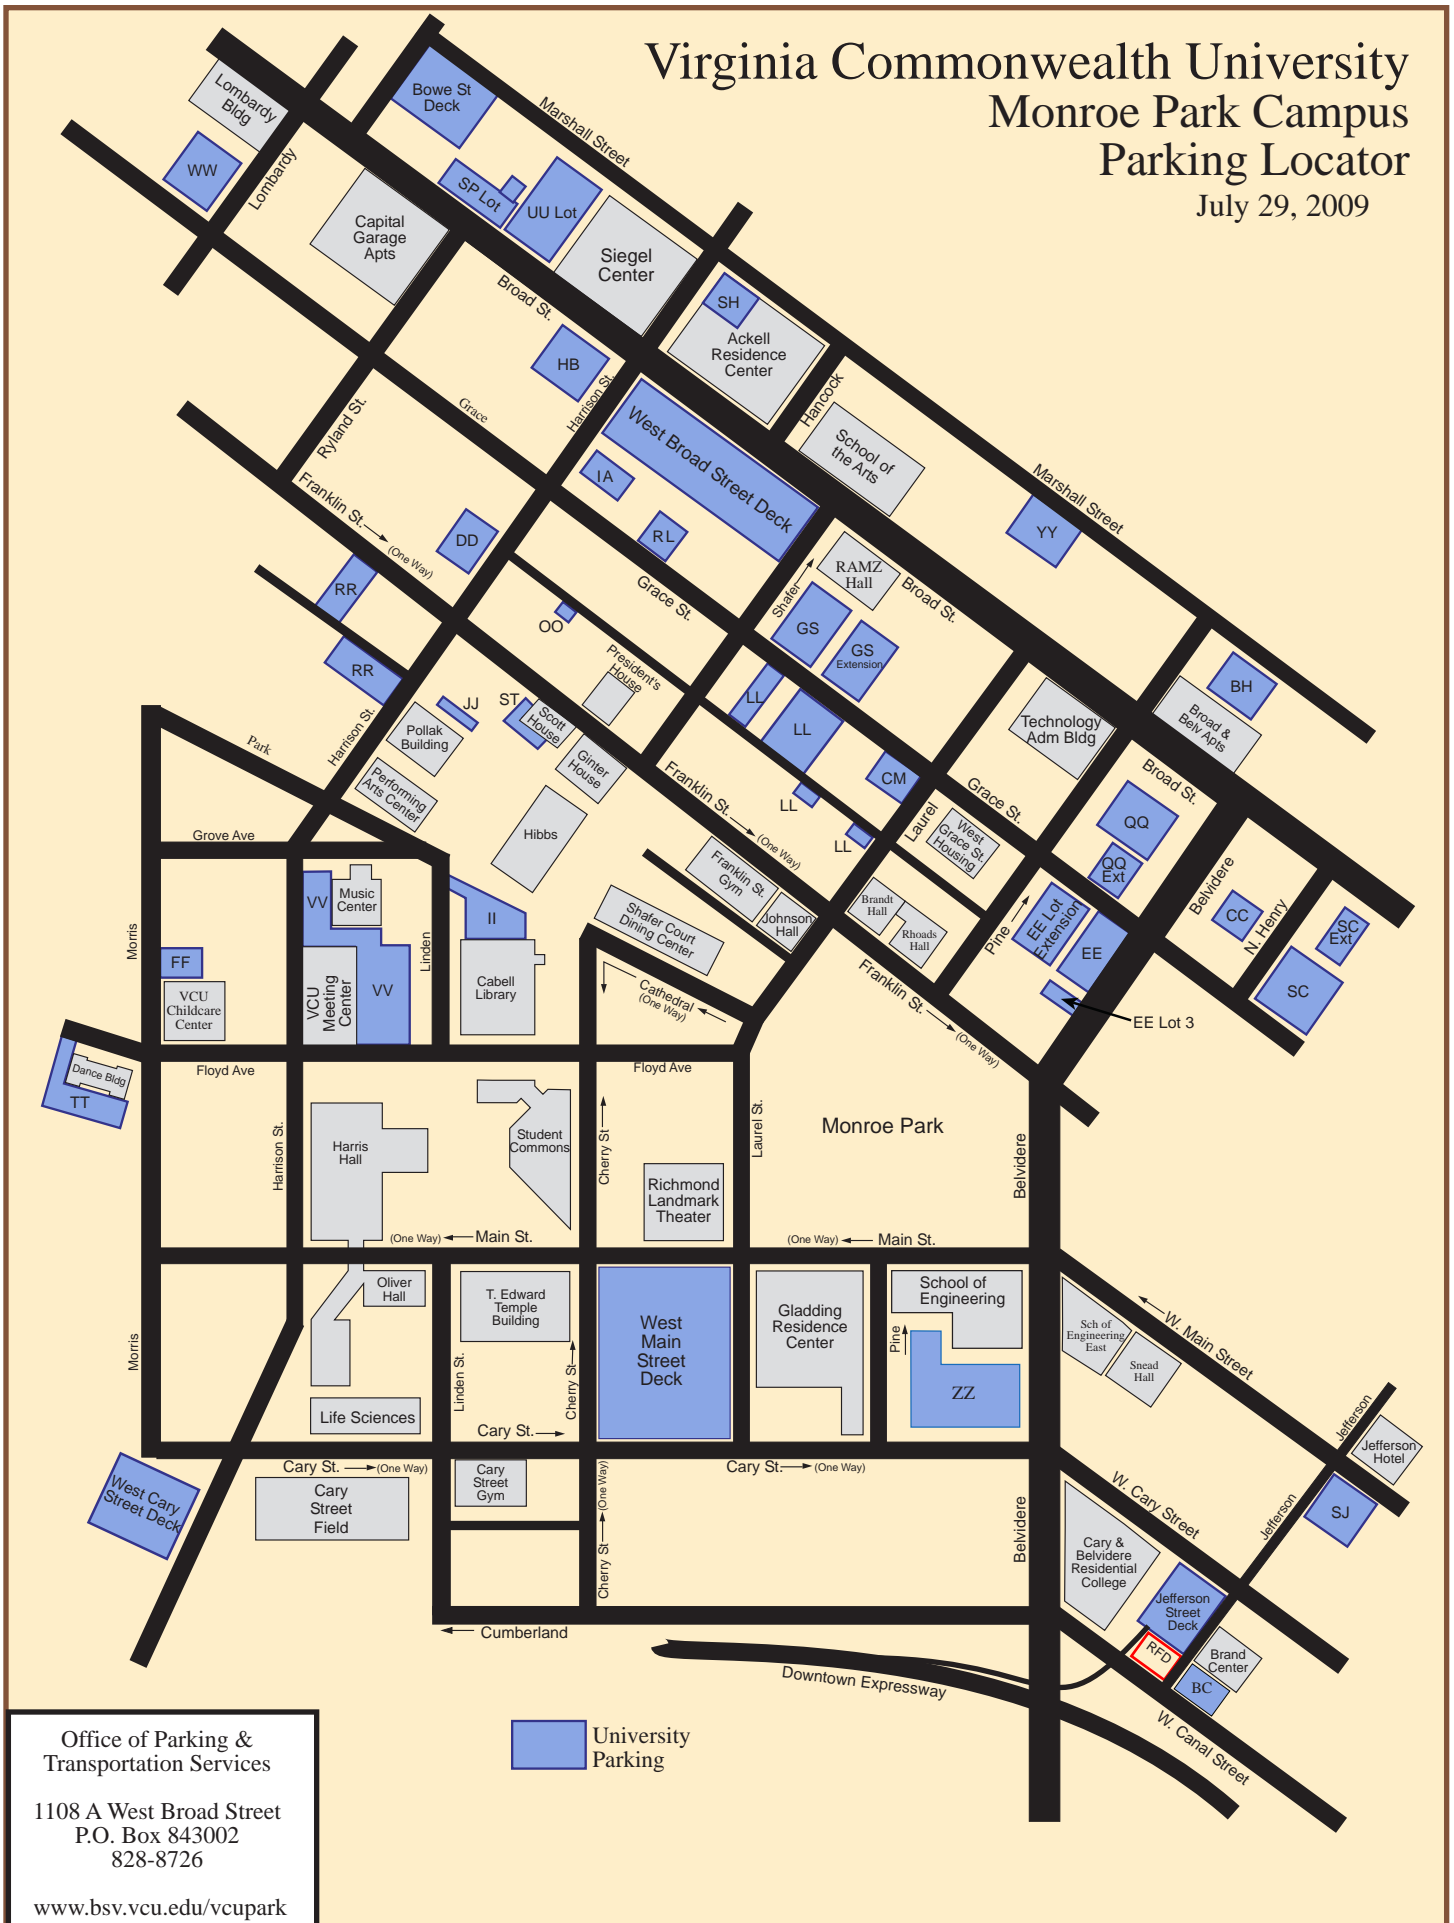 Virginia Commonwealth University
Monroe Park Campus
Parking Locator
July 29, 2009
Lombardy
Bldg
WW
Lombardy
Bowe St
Deck
Marshall Street
SP Lot
UU Lot
Capital
Garage
Apts
Siegel
Center
Broad St.
SH
Ackell
Residence
Center
HB
Harrison St.
Hancock
Grace
Ryland St.
West Broad Street Deck
School of
the Arts
IA
RL
Franklin St.
(One Way)
DD
Marshall Street
YY
RAMZ
Hall
Broad St.
Shafer
RR
RR
OO
Grace St.
GS
GS
Extension
President's
House
JJ
ST
Scott
House
LL
LL
BH
Broad &
Belv Apts
Technology
Adm Bldg
Harrison St.
Pollak
Building
Ginter
House
Park
Performing
Arts Center
Franklin St.
(One Way)
CM
LL
LL
Grace St.
Broad St.
Laurel
West
Grace St.
Housing
QQ
QQ
Ext
Grove Ave
Hibbs
Franklin St.
Gym
Johnson
Hall
Brandt
Hall
Rhoads
Hall
Belvidere
CC
N. Henry
SC
Ext
SC
Morris
VV
Music
Center
Linden
II
Shafer Court
Dining Center
Pine
EE Lot
Extension
EE
EE Lot 3
FF
VCU
Childcare
Center
VCU
Meeting
Center
VV
Cabell
Library
Cathedral
(One Way)
Franklin St.
(One Way)
Dance Bldg
TT
Floyd Ave
Floyd Ave
Harrison St.
Harris
Hall
Student
Commons
Cherry St
Laurel St.
Monroe Park
Belvidere
Richmond
Landmark
Theater
(One Way)
Main St.
(One Way)
Main St.
Oliver
Hall
T. Edward
Temple
Building
West
Main
Street
Deck
Gladding
Residence
Center
School of
Engineering
Pine
ZZ
Sch of
Engineering
East
Snead
Hall
W. Main Street
Morris
Linden St.
Cherry St
Jefferson
Jefferson
Hotel
Life Sciences
Cary St.
Cary St.
(One Way)
Cary St.
(One Way)
West Cary
Street Deck
Cary
Street
Field
Cary
Street
Gym
Cherry St
(One Way)
Belvidere
W. Cary Street
Jefferson
SJ
Cary &
Belvidere
Residential
College
Jefferson
Street
Deck
RFD
Brand
Center
BC
Cumberland
Downtown Expressway
W. Canal Street
University
Parking
Office of Parking &
Transportation Services
1108 A West Broad Street
P.O. Box 843002
828-8726
www.bsv.vcu.edu/vcupark